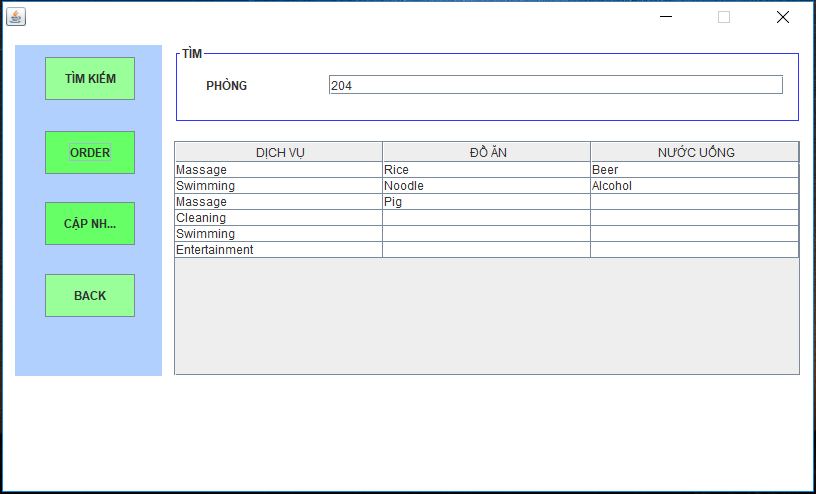 TÌM KIẾM
ORDER
CẬP NH...
BACK
TÌM
PHÒNG 204
DỊCH VỤ ĐỒ ĂN NƯỚC UỐNG
Massage Rice Beer
Swimming Noodle Alcohol
Massage Pig
Cleaning
Swimming
Entertainment